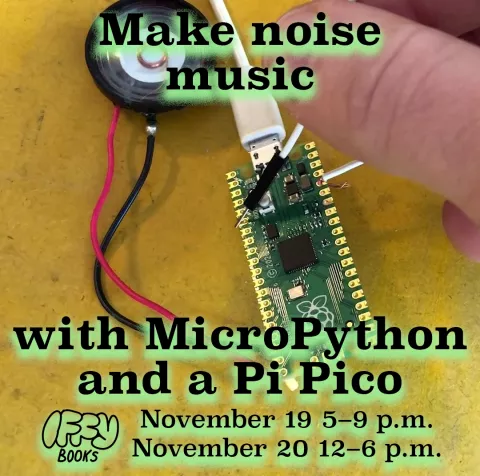 Make noise
music
with MicroPython
and a Pi Pico
IFFY
BOOKS
November 19 5–9 p.m.
November 20 12–6 p.m.